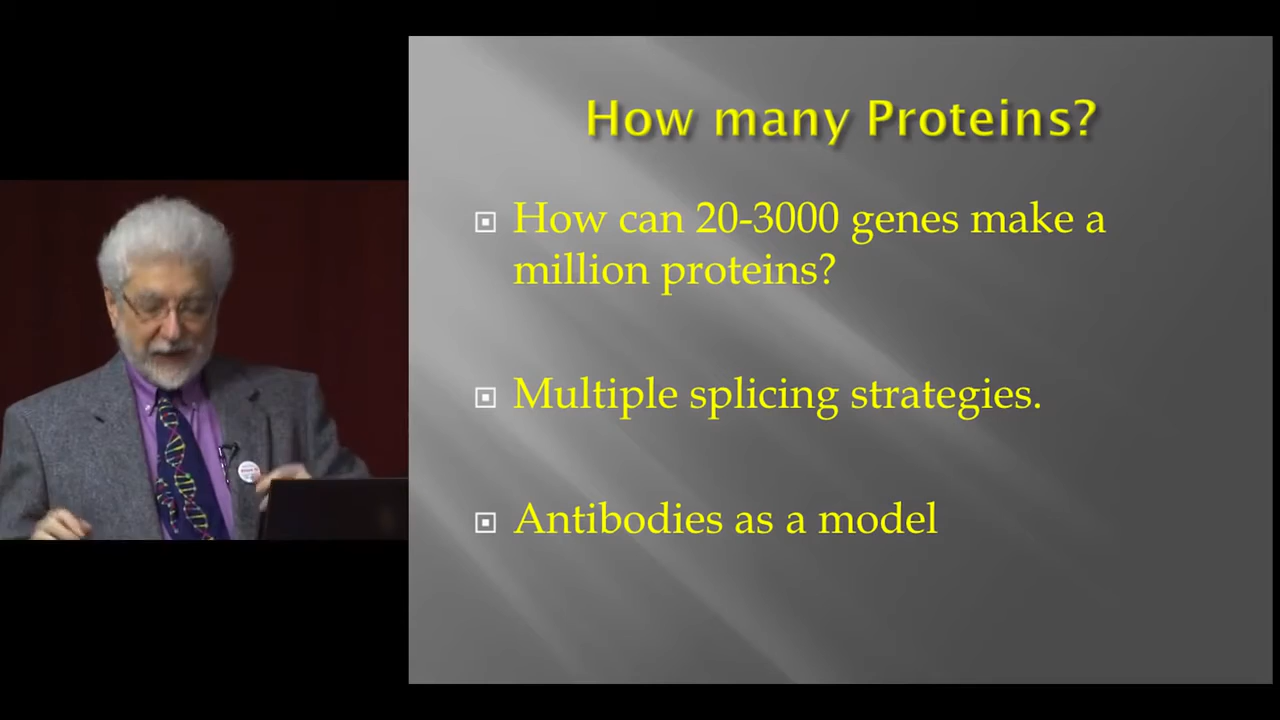 How many Proteins?
How can 20-3000 genes make a
million proteins?
Multiple splicing strategies.
Antibodies as a model